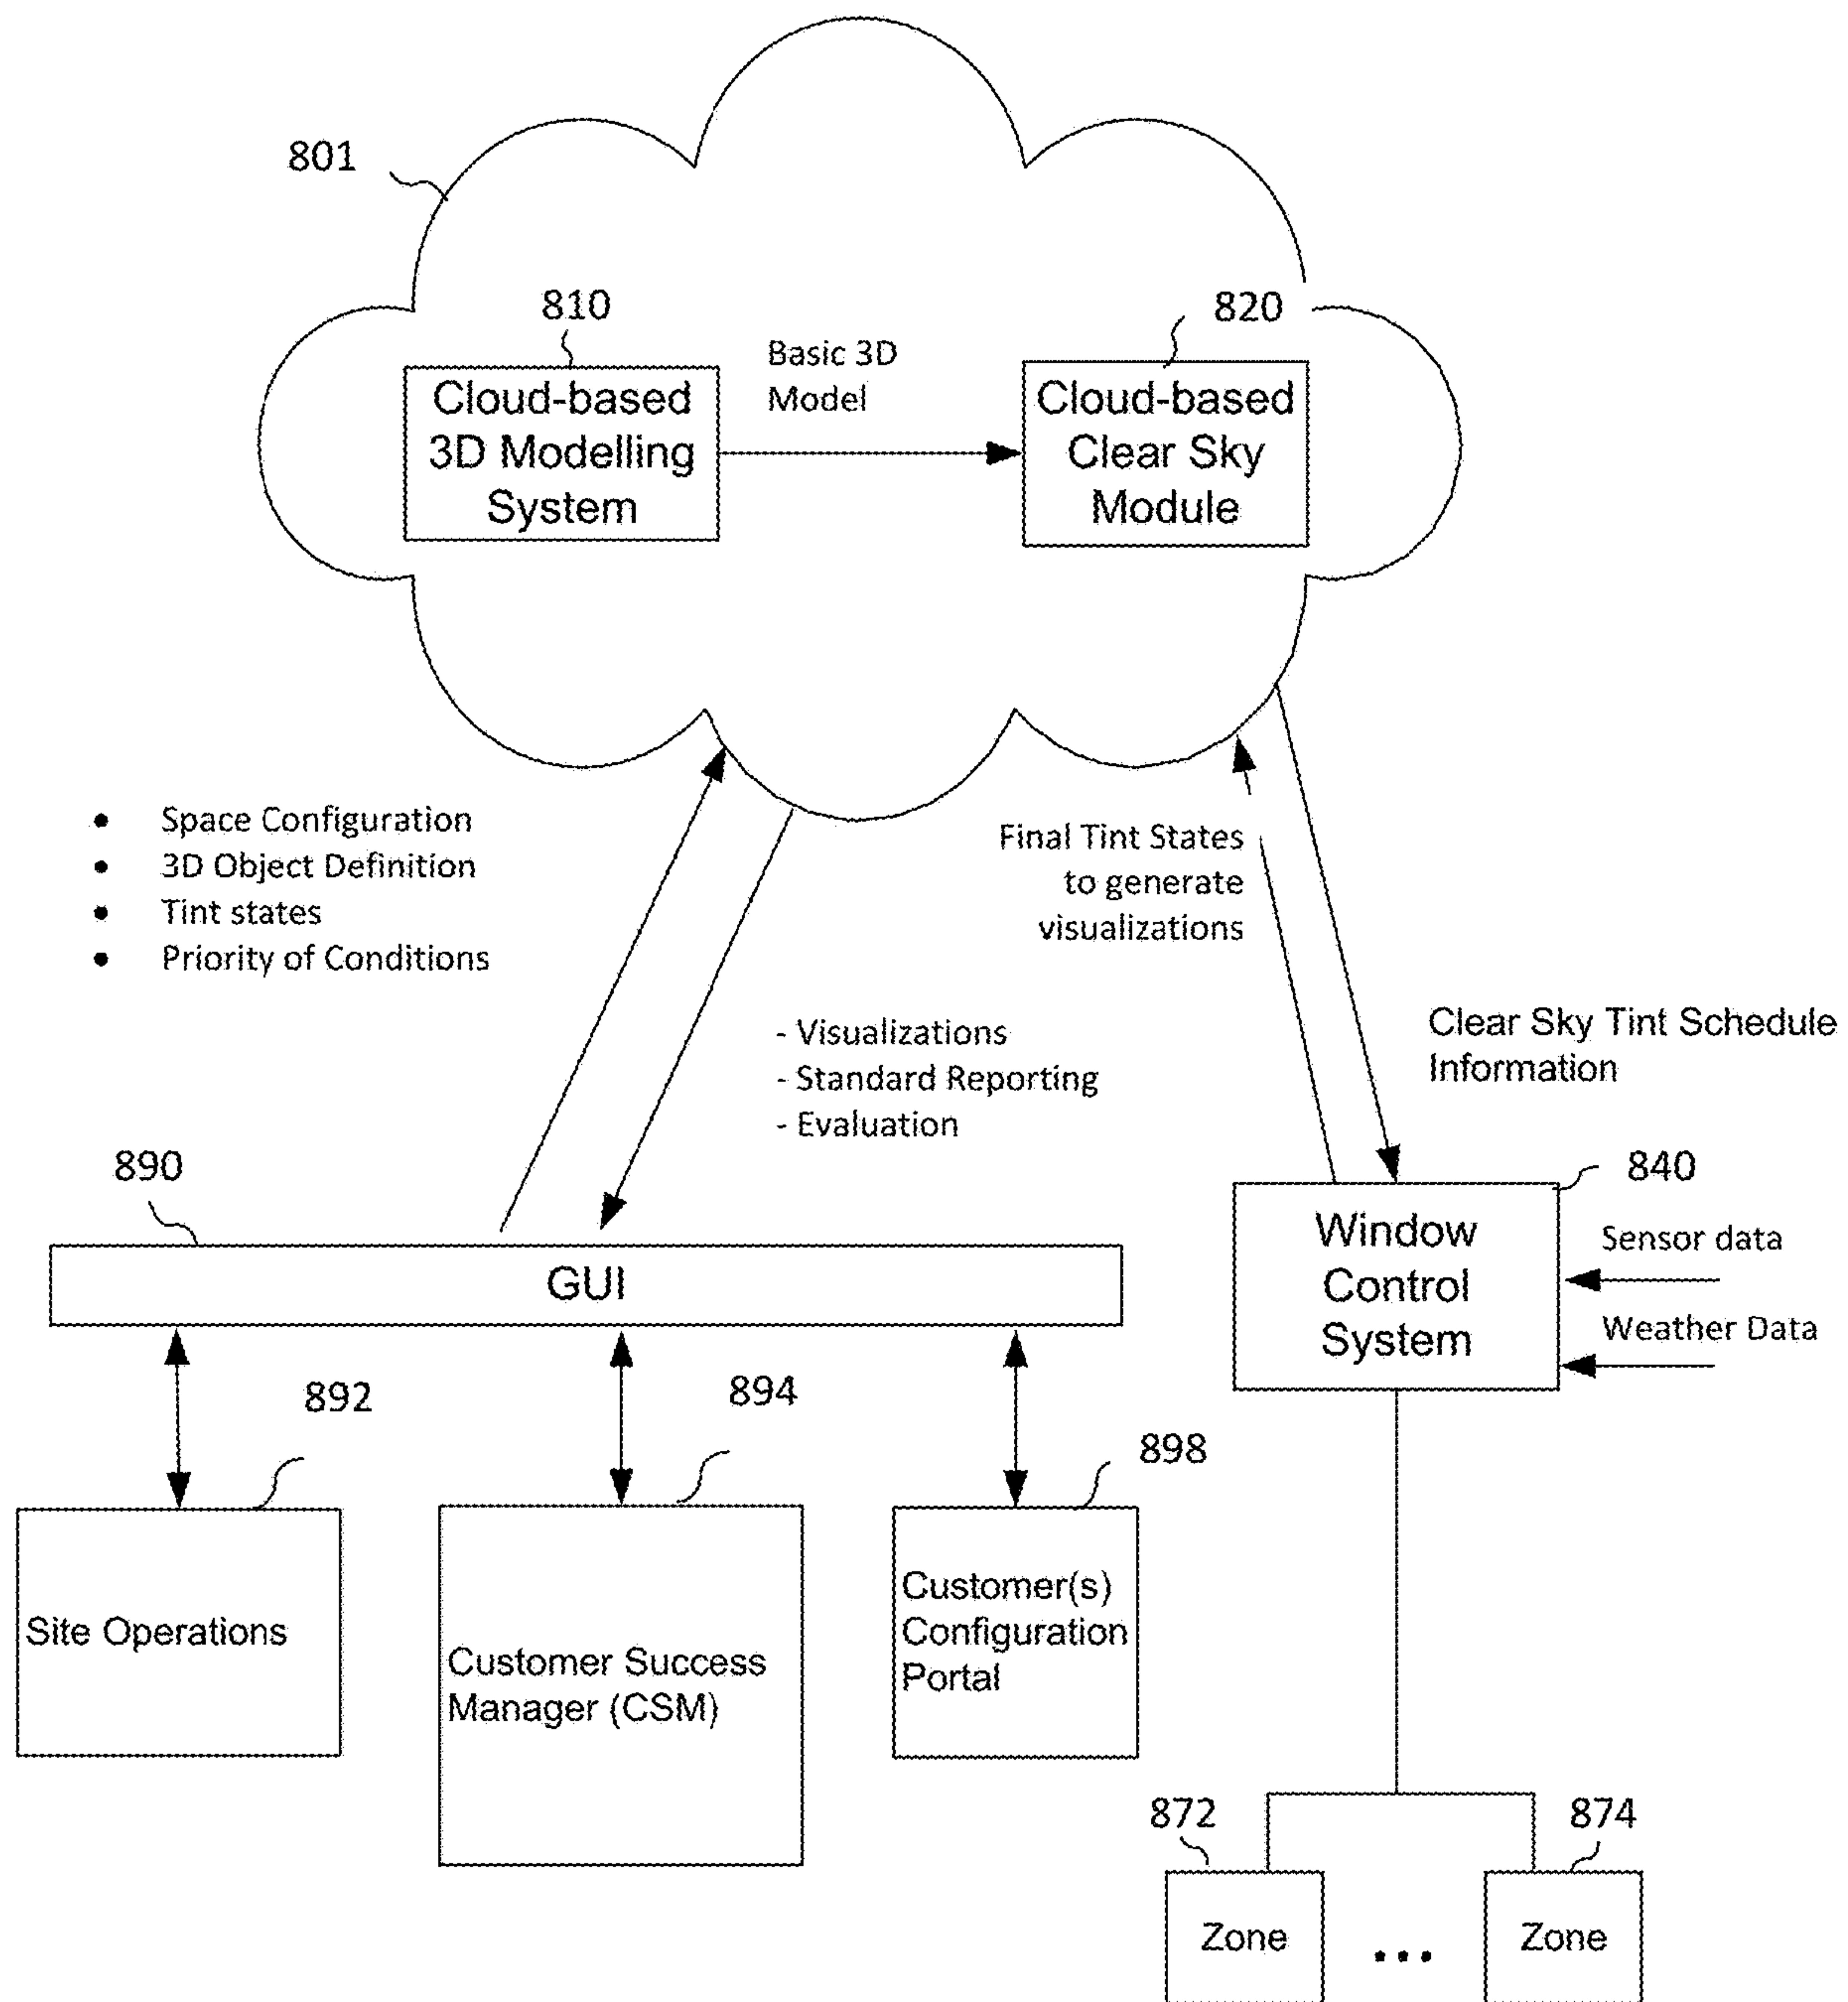 801
810
820
Basic 3D
Model
Cloud-based
3D Modelling
System
Cloud-based
Clear Sky
Module
• Space Configuration
• 3D Object Definition
• Tint states
• Priority of Conditions
Final Tint States
to generate
visualizations
- Visualizations
- Standard Reporting
- Evaluation
Clear Sky Tint Schedule
Information
890
GUI
840
Window
Control
System
Sensor data
Weather Data
892
894
898
Site Operations
Customer Success
Manager (CSM)
Customer(s)
Configuration
Portal
872
874
Zone
...
Zone